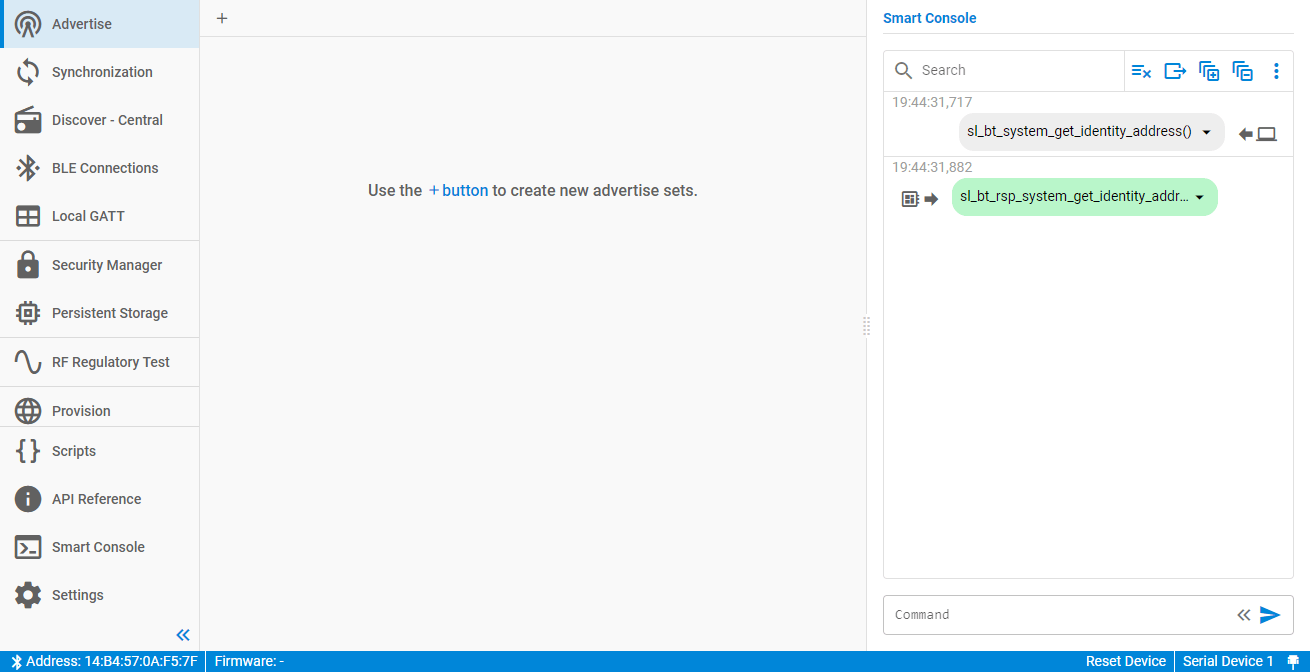 Advertise
Synchronization
Discover - Central
BLE Connections
Local GATT
Security Manager
Persistent Storage
RF Regulatory Test
Provision
Scripts
API Reference
Smart Console
Settings
Use the + button to create new advertise sets.
Smart Console
Search
19:44:31,717
sl_bt_system_get_identity_address()
19:44:31,882
sl_bt_rsp_system_get_identity_addr...
Command
Address: 14:B4:57:0A:F5:7F
Firmware: -
Reset Device
Serial Device 1